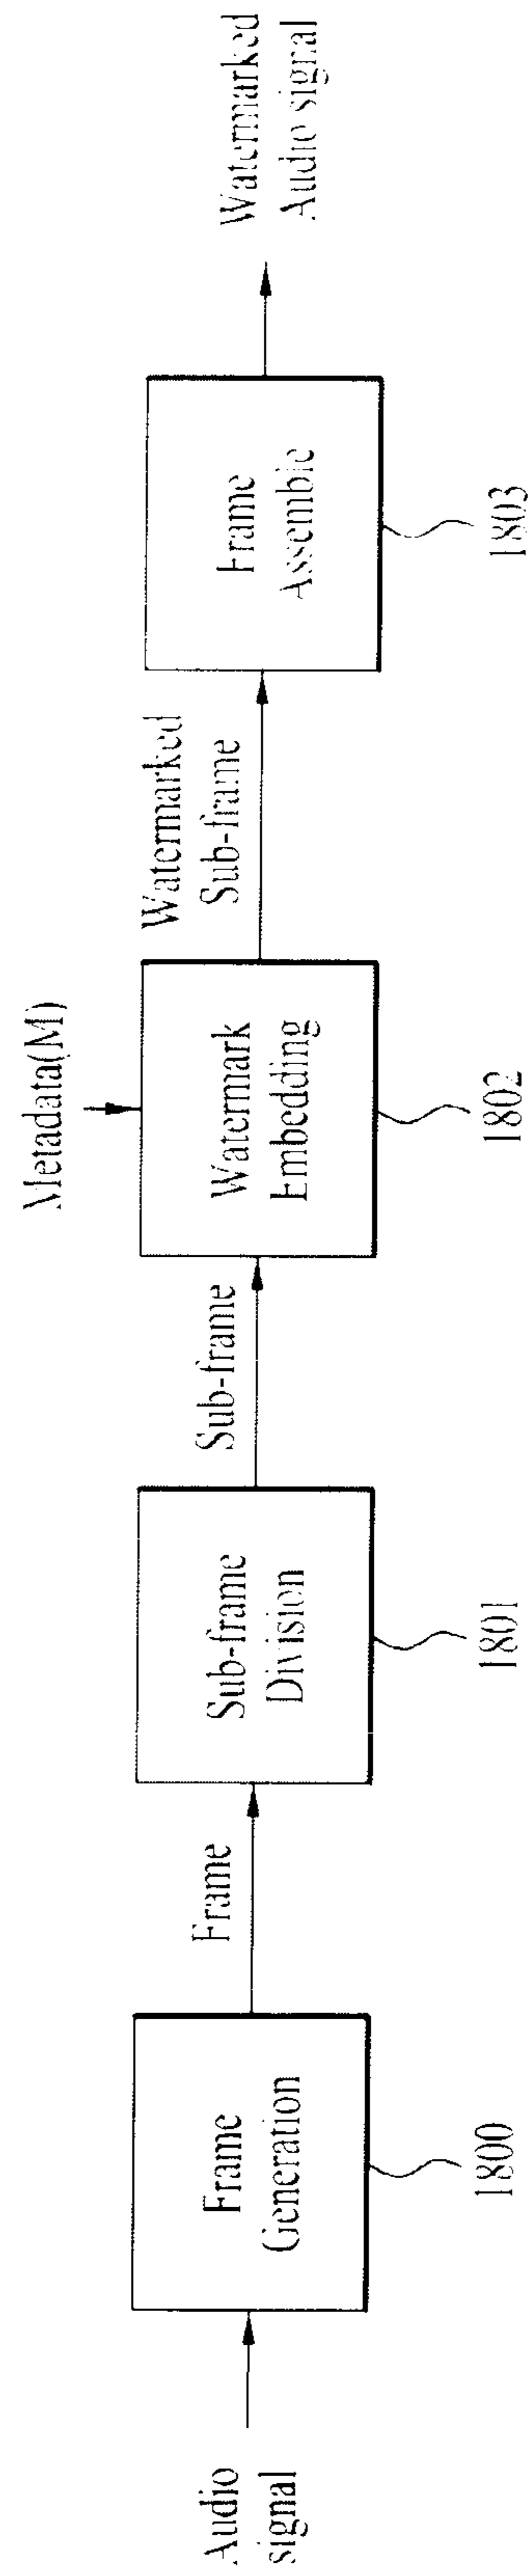 Audio
signal
Frame
Generation
1800
Frame
Sub-frame
Division
1801
Sub-frame
Metadata(M)
Watermark
Embedding
1802
Watermarked
Sub-frame
Frame
Assemble
1803
Watermarked
Audio signal